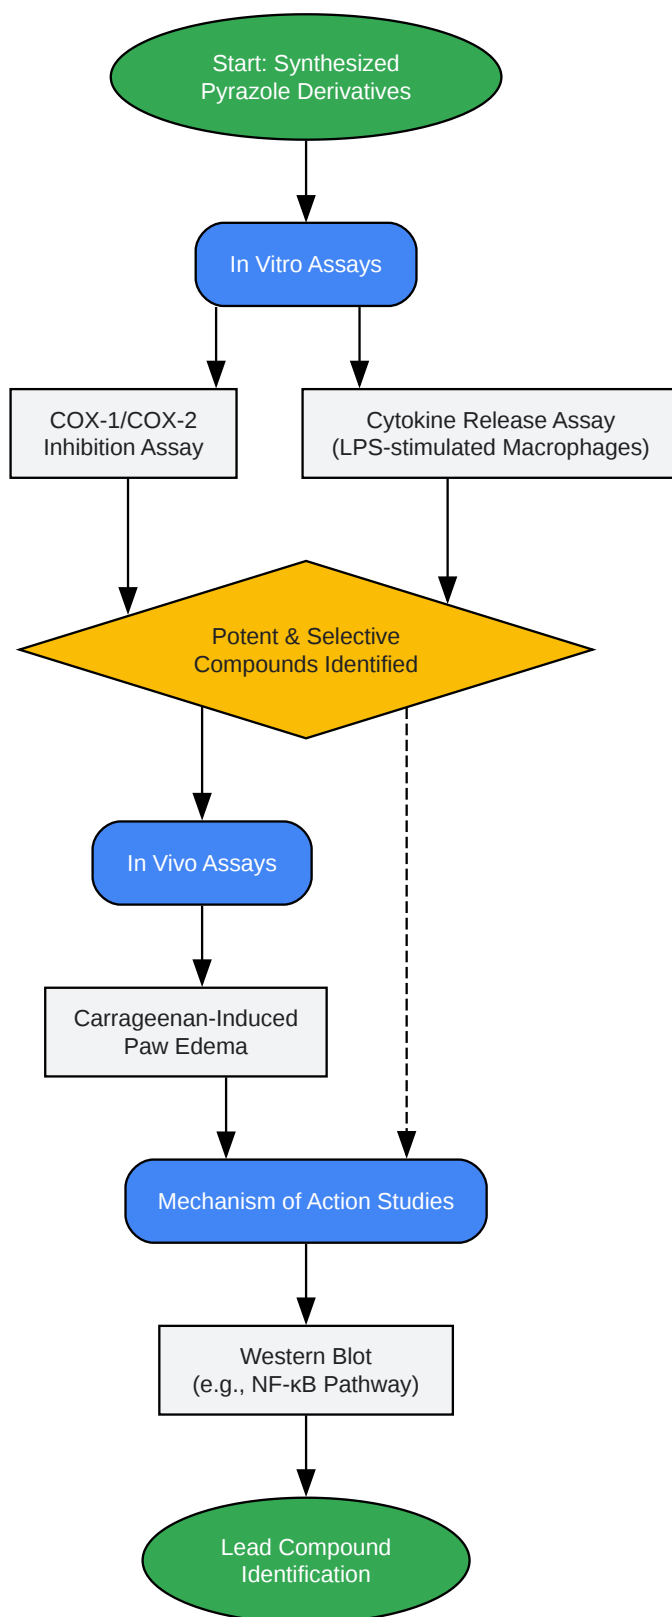 Start: Synthesized
Pyrazole Derivatives
In Vitro Assays
COX-1/COX-2
Inhibition Assay
Cytokine Release Assay
(LPS-stimulated Macrophages)
Potent & Selective
Compounds Identified
In Vivo Assays
Carrageenan-Induced
Paw Edema
Mechanism of Action Studies
Western Blot
(e.g., NF-κB Pathway)
Lead Compound
Identification